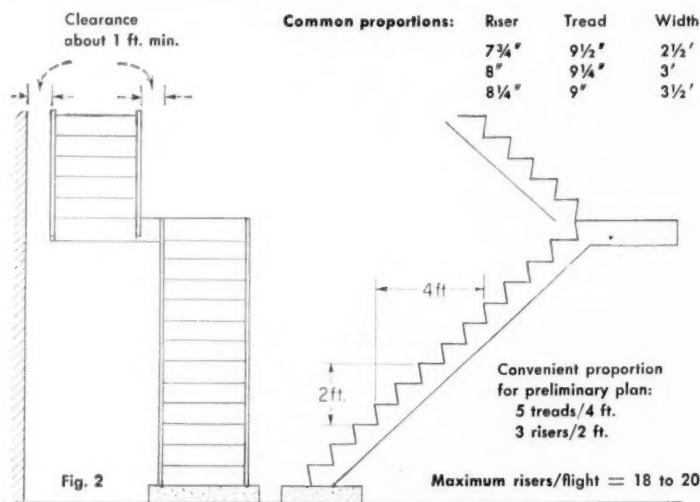 Clearance
about 1 ft. min.
Common proportions: Riser Tread Width
7¾" 9½" 2½'
8" 9¼" 3'
8¼" 9" 3½'
4 ft
2 ft.
Convenient proportion
for preliminary plan:
5 treads/4 ft.
3 risers/2 ft.
Fig. 2
Maximum risers/flight = 18 to 20